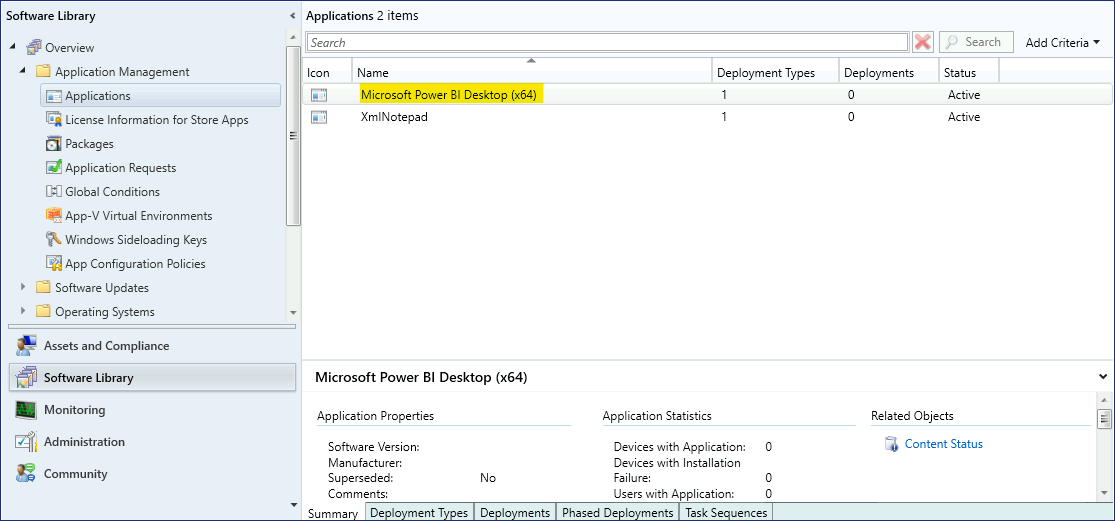 Software Library
Overview
Application Management
Applications
License Information for Store Apps
Packages
Application Requests
Global Conditions
App-V Virtual Environments
Windows Sideloading Keys
App Configuration Policies
Software Updates
Operating Systems
Assets and Compliance
Software Library
Monitoring
Administration
Community
Applications 2 items
Search Search Add Criteria
Icon Name Deployment Types Deployments Status
Microsoft Power BI Desktop (x64) 1 0 Active
XmlNotepad 1 0 Active
Microsoft Power BI Desktop (x64)
Application Properties
Software Version:
Manufacturer:
Superseded: No
Comments:
Application Statistics
Devices with Application: 0
Devices with Installation
Failure: 0
Users with Application: 0
Related Objects
Content Status
Summary Deployment Types Deployments Phased Deployments Task Sequences